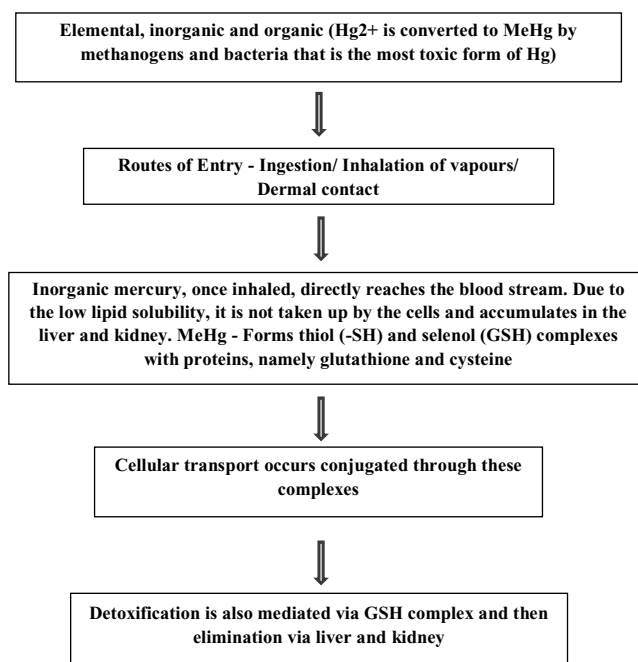 Elemental, inorganic and organic (Hg2+ is converted to MeHg by
methanogens and bacteria that is the most toxic form of Hg)
Routes of Entry - Ingestion/ Inhalation of vapours/
Dermal contact
Inorganic mercury, once inhaled, directly reaches the blood stream. Due to
the low lipid solubility, it is not taken up by the cells and accumulates in the
liver and kidney. MeHg - Forms thiol (-SH) and selenol (GSH) complexes
with proteins, namely glutathione and cysteine
Cellular transport occurs conjugated through these
complexes
Detoxification is also mediated via GSH complex and then
elimination via liver and kidney